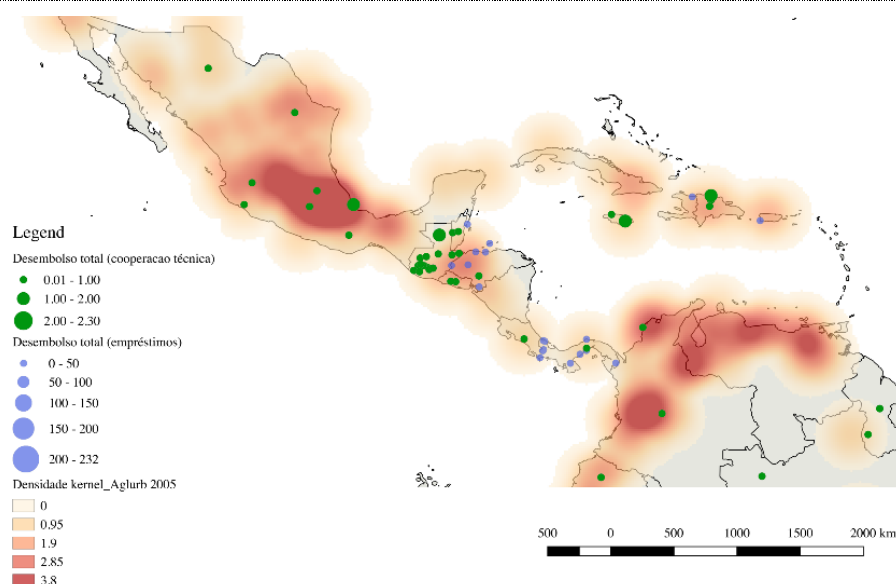 Legend
Desembolso total (cooperacao técnica)
0.01 - 1.00
1.00 - 2.00
2.00 - 2.30
Desembolso total (empréstimos)
0 - 50
50 - 100
100 - 150
150 - 200
200 - 232
Densidade kernel_Aglurb 2005
0
0.95
1.9
2.85
3.8
500 0 500 1000 1500 2000 km